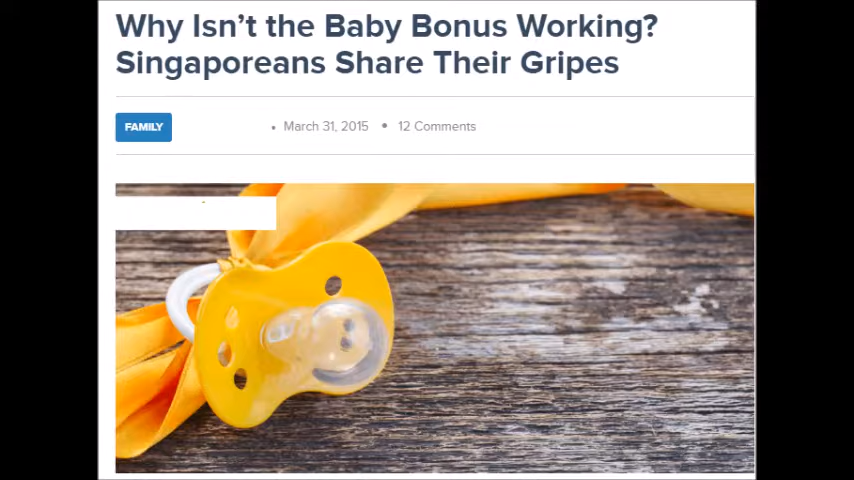 Why Isn’t the Baby Bonus Working?
Singaporeans Share Their Gripes
FAMILY • March 31, 2015 • 12 Comments